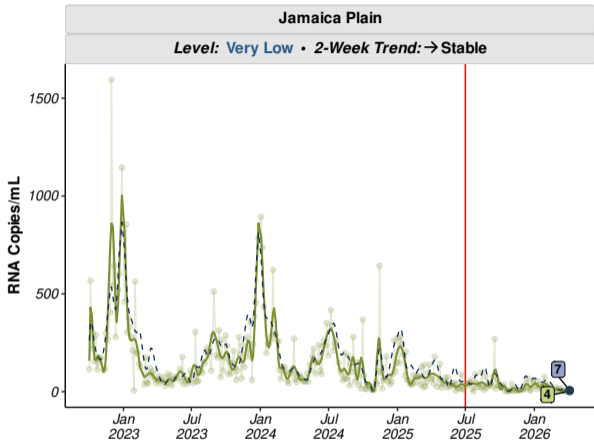 Jamaica Plain
Level: Very Low • 2-Week Trend: → Stable
RNA Copies/mL
1500
1000
500
0
7
4
Jan 2023
Jul 2023
Jan 2024
Jul 2024
Jan 2025
Jul 2025
Jan 2026